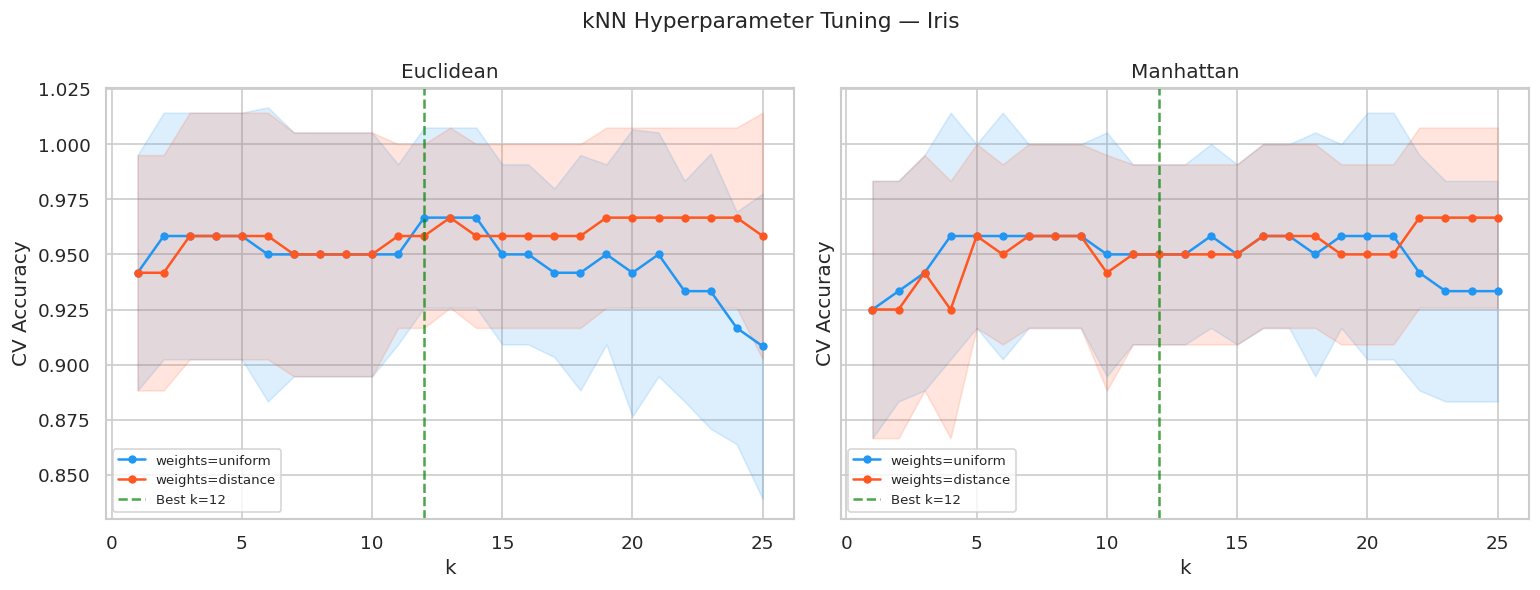 kNN Hyperparameter Tuning — Iris
Euclidean
CV Accuracy
1.025
1.000
0.975
0.950
0.925
0.900
0.875
0.850
weights=uniform
weights=distance
Best k=12
0 5 10 15 20 25
k
Manhattan
CV Accuracy
weights=uniform
weights=distance
Best k=12
0 5 10 15 20 25
k